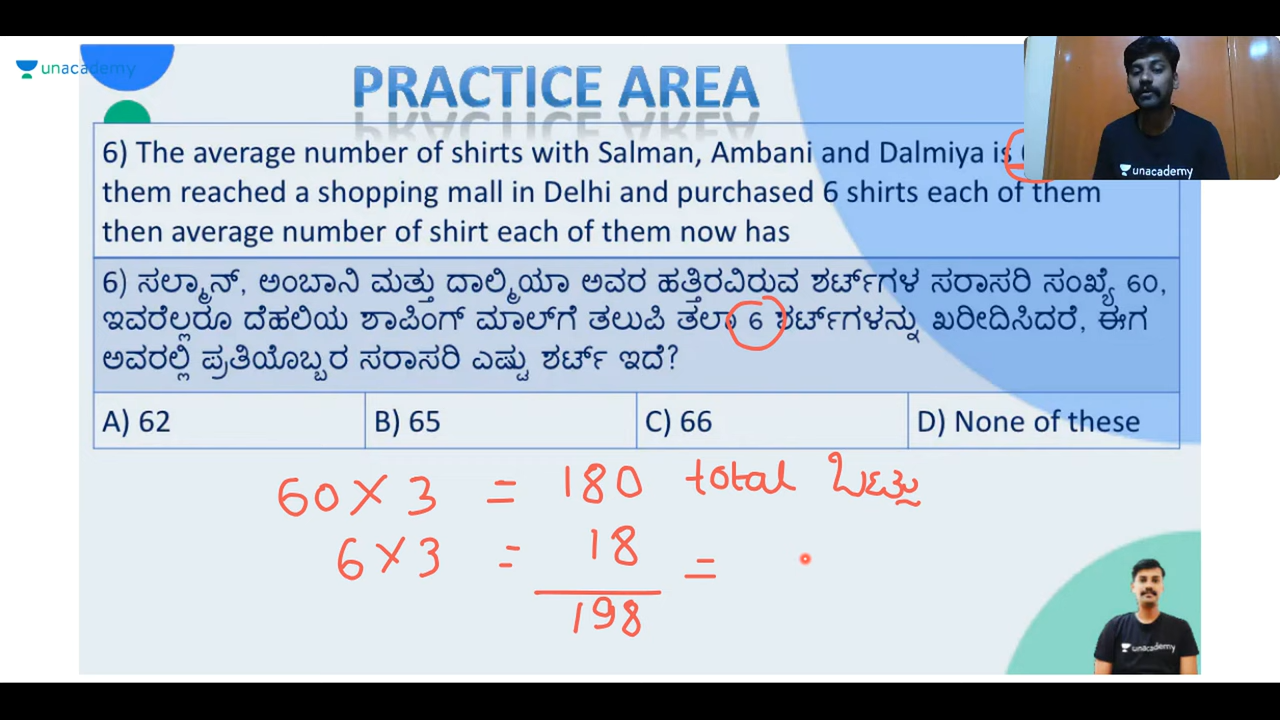 unacademy
PRACTICE AREA
6) The average number of shirts with Salman, Ambani and Dalmiya is
them reached a shopping mall in Delhi and purchased 6 shirts each of them
then average number of shirt each of them now has
6) ಸಲ್ಮಾನ್, ಅಂಬಾನಿ ಮತ್ತು ದಾಲ್ಮಿಯಾ ಅವರ ಹತ್ತಿರವಿರುವ ಶರ್ಟ್‌ಗಳ ಸರಾಸರಿ ಸಂಖ್ಯೆ 60,
ಇವರೆಲ್ಲರೂ ದೆಹಲಿಯ ಶಾಪಿಂಗ್ ಮಾಲ್‌ಗೆ ತಲುಪಿ ತಲಾ 6 ಶರ್ಟ್‌ಗಳನ್ನು ಖರೀದಿಸಿದರೆ, ಈಗ
ಅವರಲ್ಲಿ ಪ್ರತಿಯೊಬ್ಬರ ಸರಾಸರಿ ಎಷ್ಟು ಶರ್ಟ್ ಇದೆ?
A) 62 B) 65 C) 66 D) None of these
60 × 3 = 180 total ಒಟ್ಟು
6 × 3 = 18 =
198
unacademy
unacademy